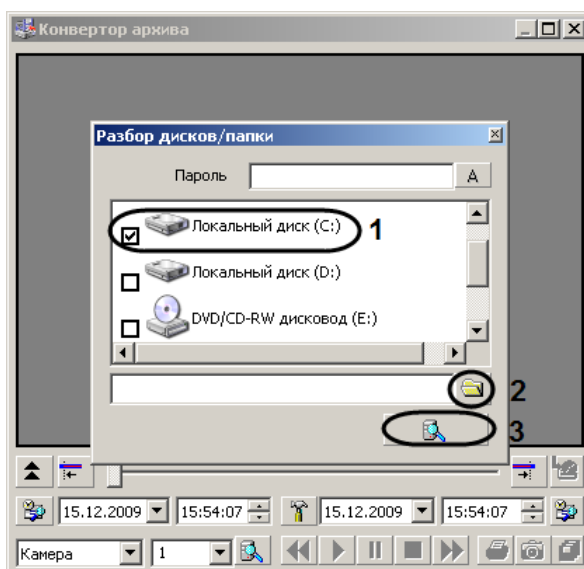 Конвертор архива
Разбор дисков/папки
Пароль
A
Локальный диск (C:)
1
Локальный диск (D:)
DVD/CD-RW дисковод (E:)
2
3
15.12.2009 15:54:07 15.12.2009 15:54:07
Камера 1